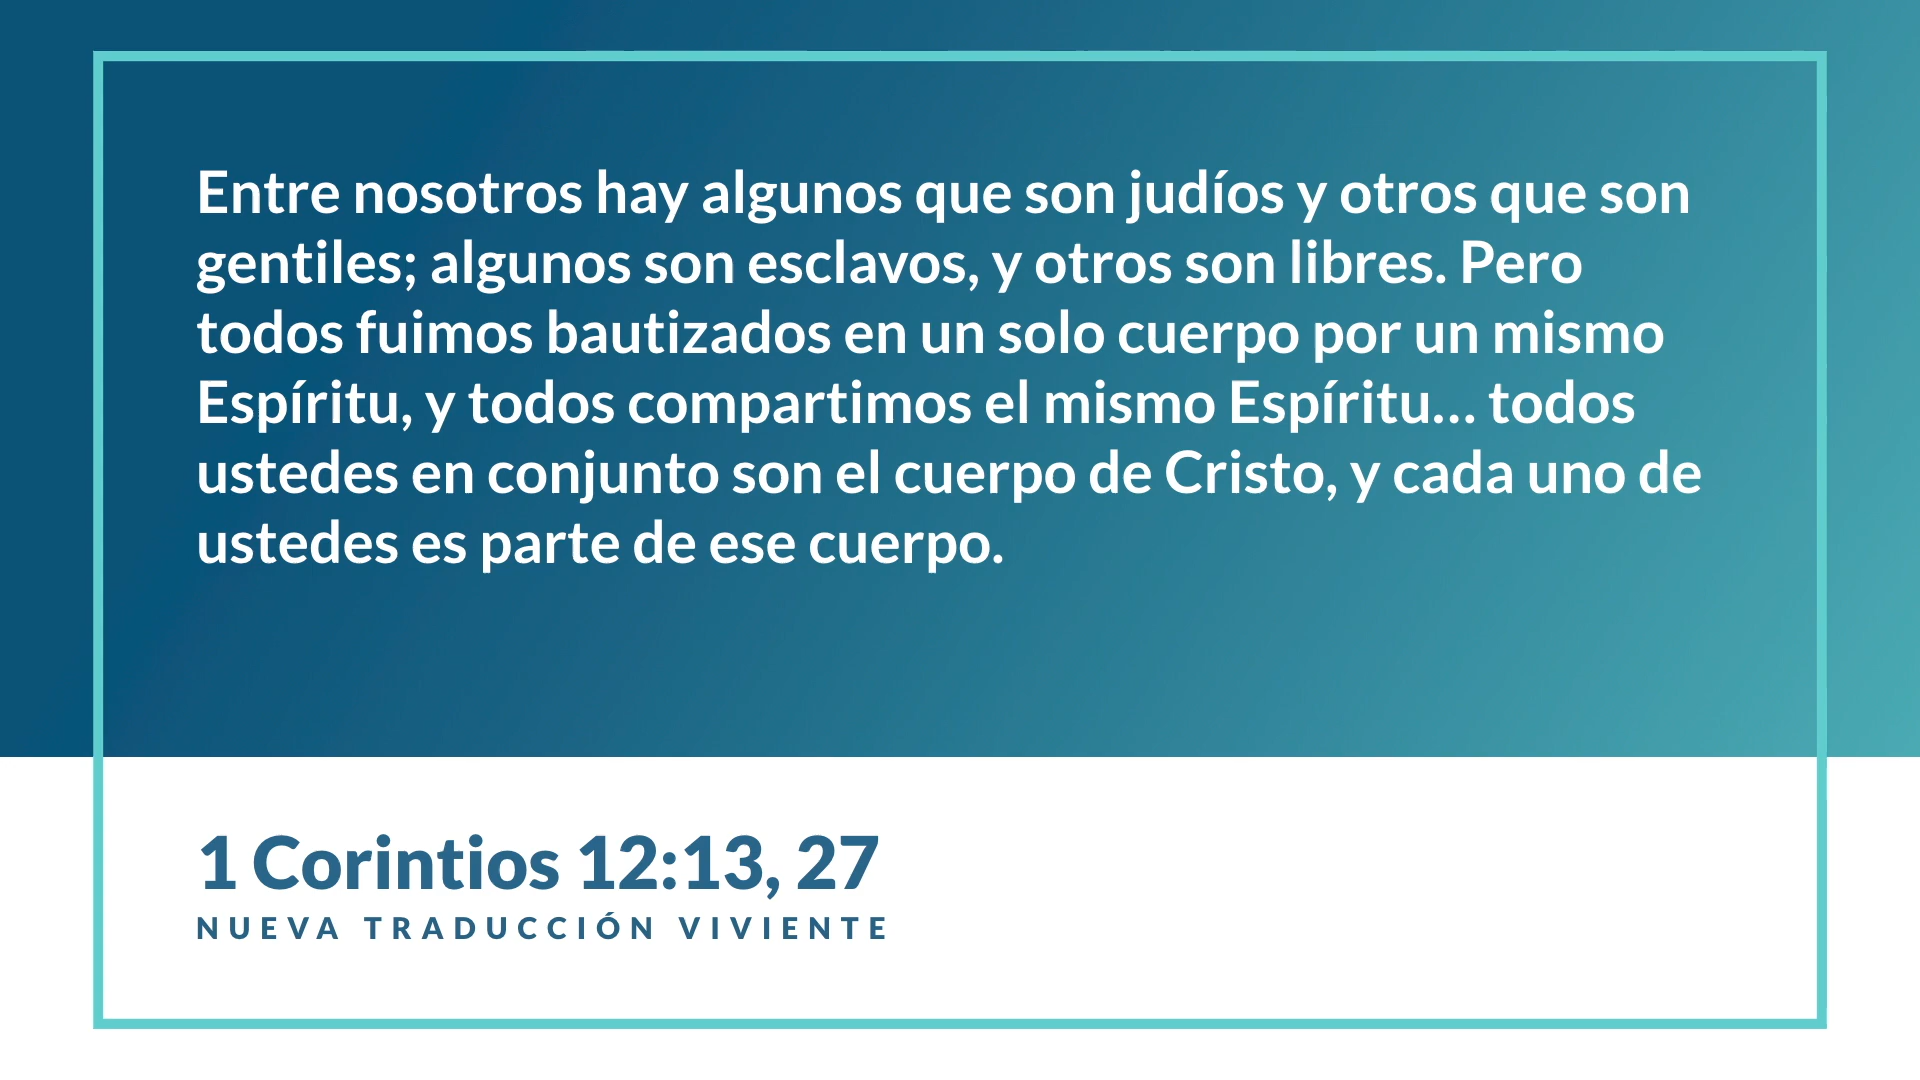 Entre nosotros hay algunos que son judíos y otros que son
gentiles; algunos son esclavos, y otros son libres. Pero
todos fuimos bautizados en un solo cuerpo por un mismo
Espíritu, y todos compartimos el mismo Espíritu... todos
ustedes en conjunto son el cuerpo de Cristo, y cada uno de
ustedes es parte de ese cuerpo.
1 Corintios 12:13, 27
NUEVA TRADUCCIÓN VIVIENTE